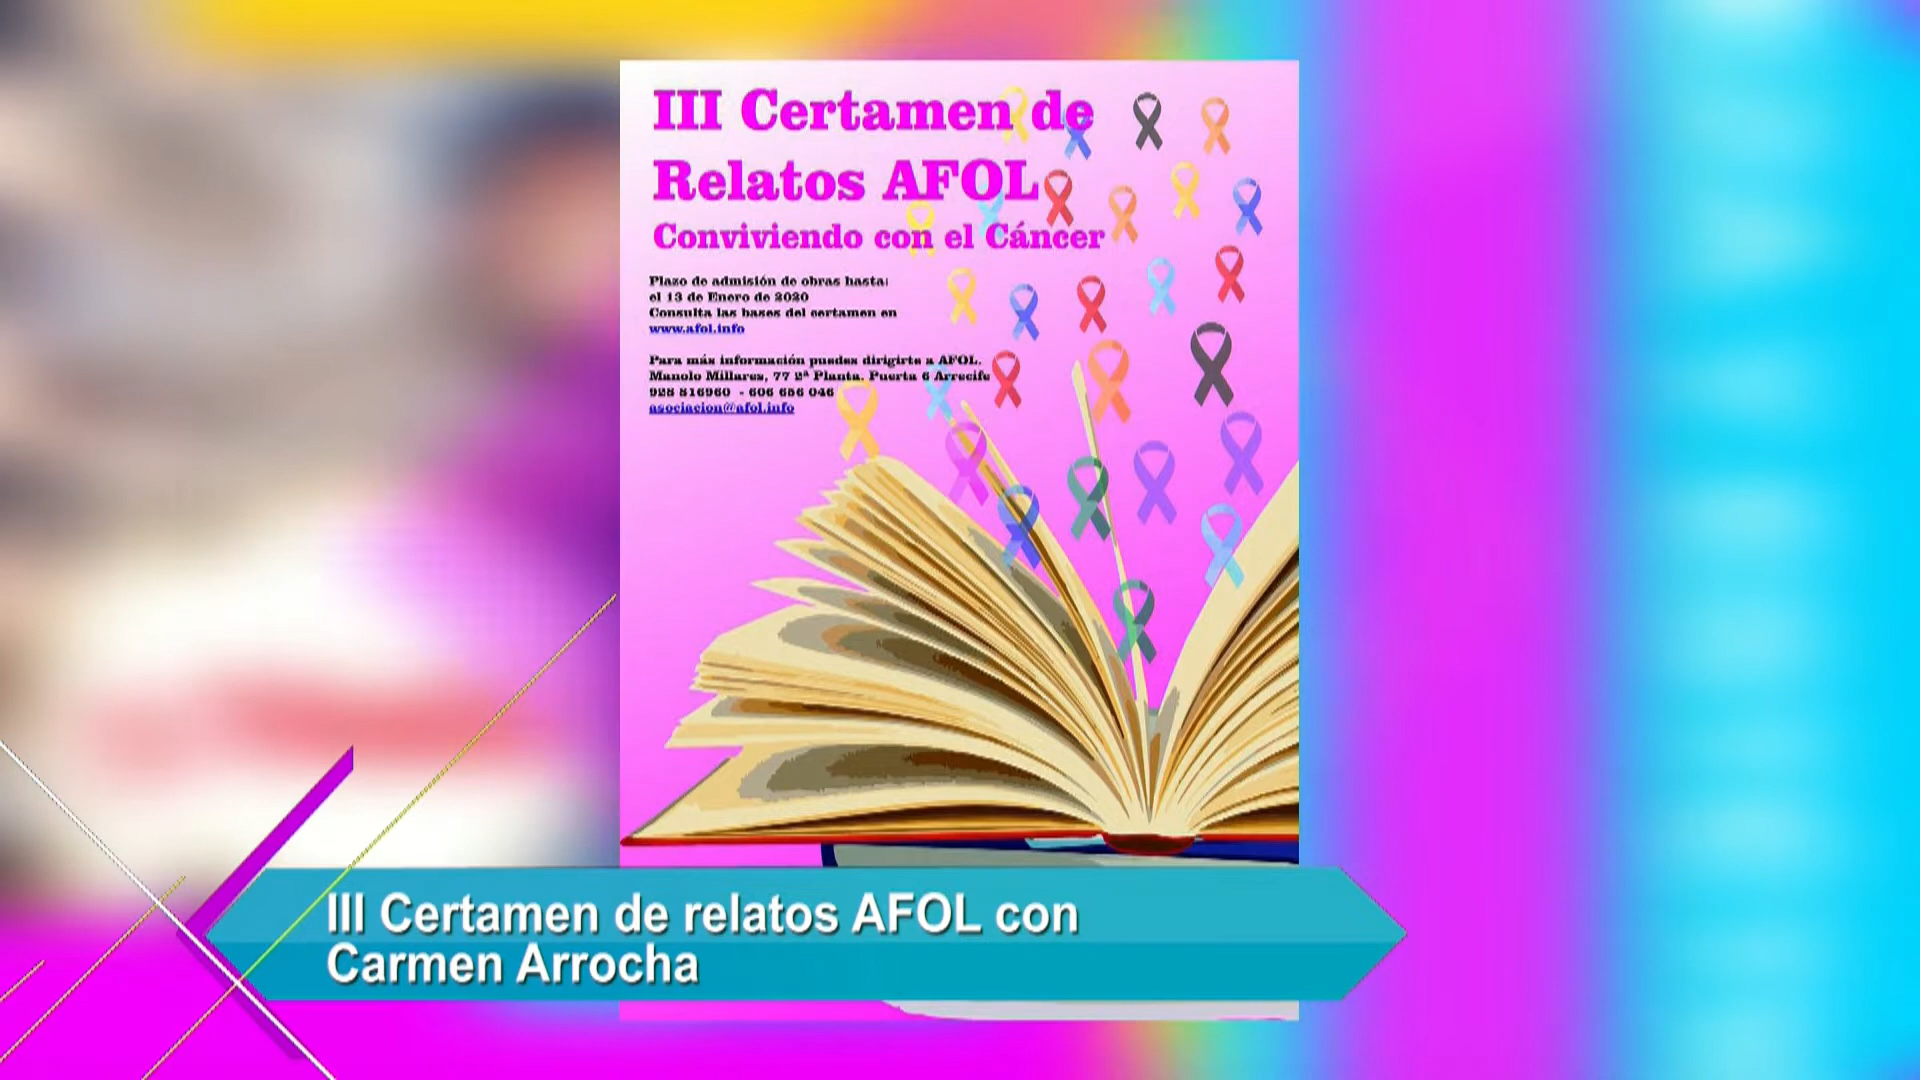 III Certamen de
Relatos AFOL
Conviviendo con el Cáncer
Plazo de admisión de obras hasta:
el 13 de Enero de 2020
Consulta las bases del certamen en
www.afol.info
Para más información puedes dirigirte a AFOL.
Manolo Millares, 77 2ª Planta. Puerta 6 Arrecife
928 816960 - 606 656 046
asociacion@afol.info
III Certamen de relatos AFOL con
Carmen Arrocha